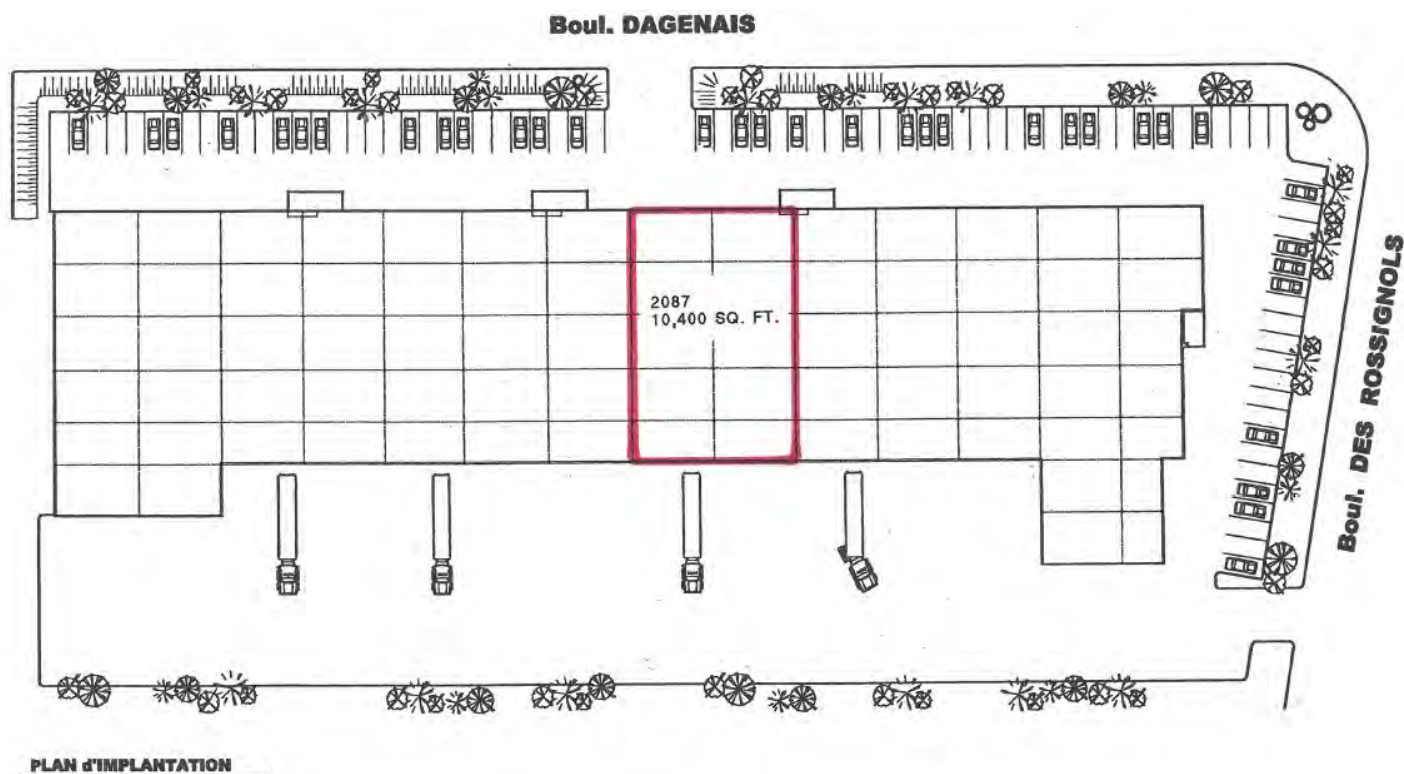 Boul. DAGENAIS
2087
10,400 SQ. FT.
Boul. DES ROSSIGNOLS
PLAN d'IMPLANTATION